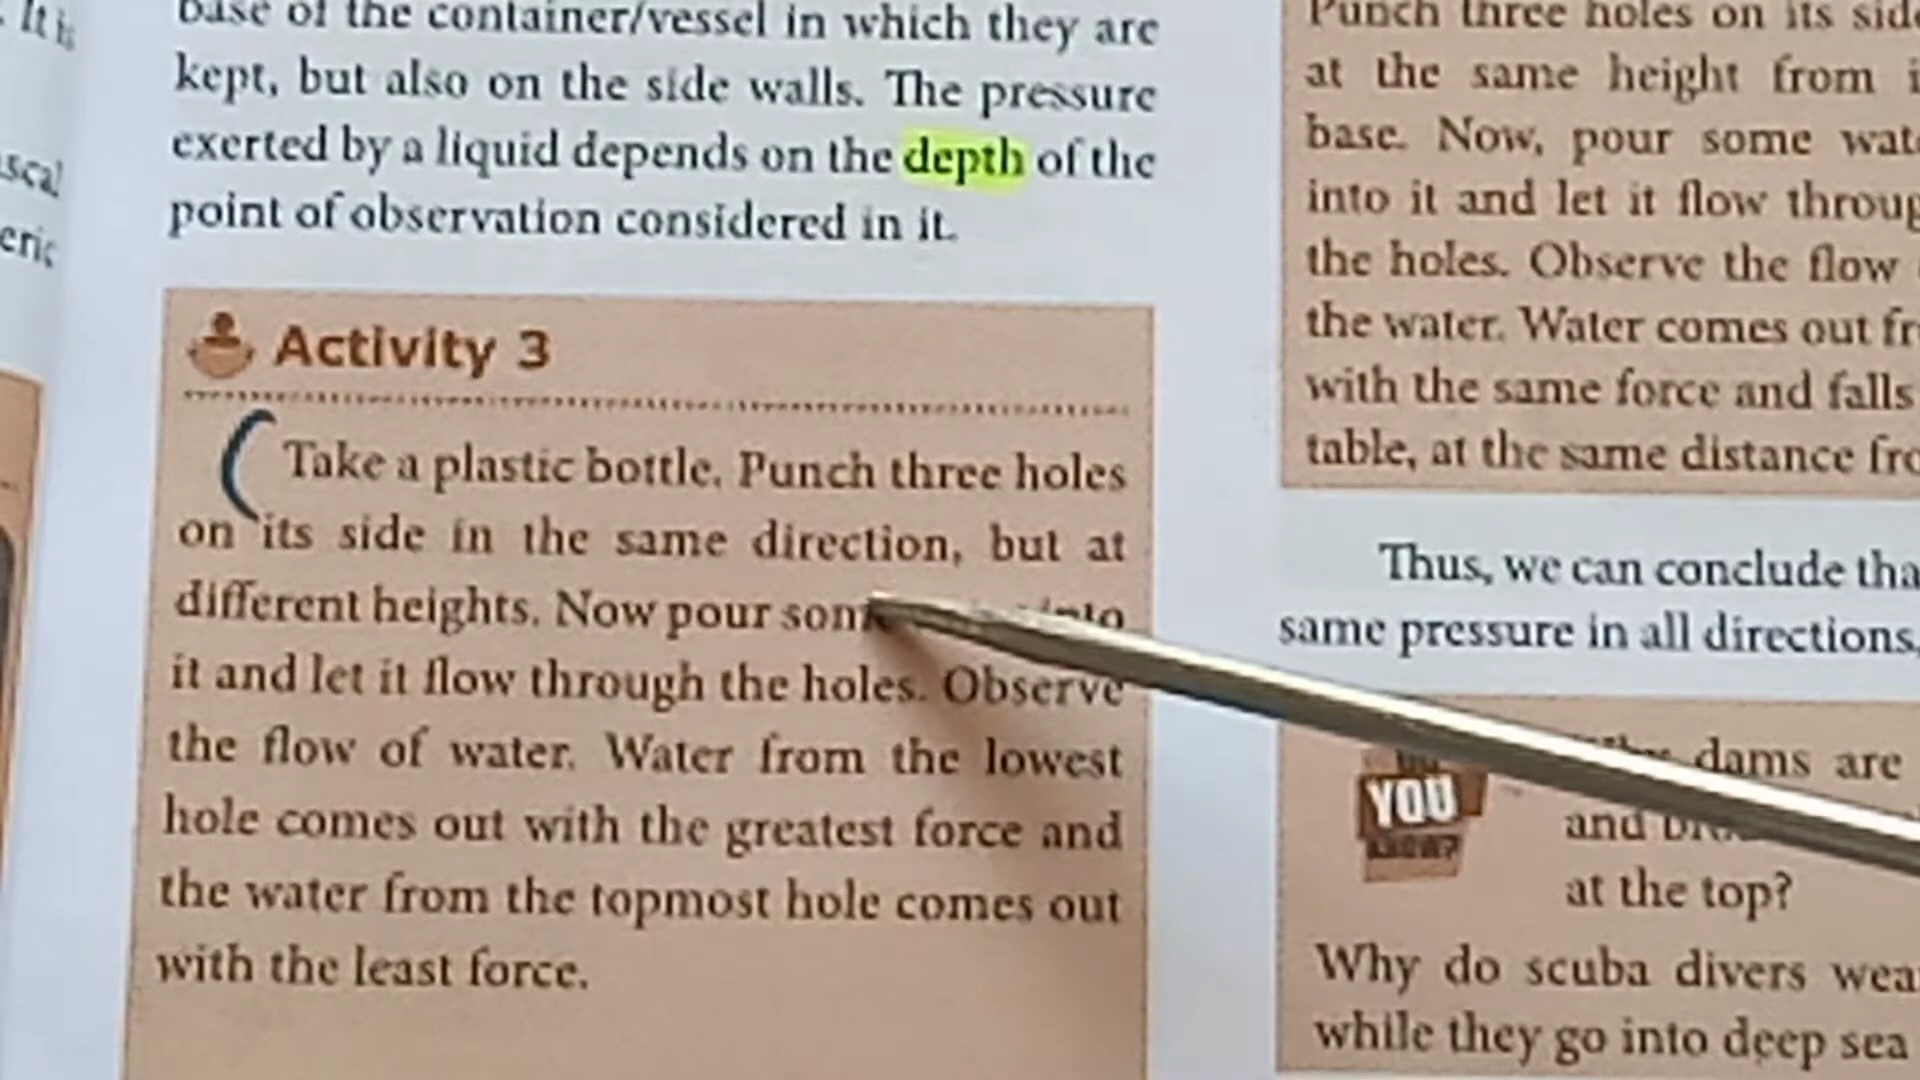 It is
base of the container/vessel in which they are
kept, but also on the side walls. The pressure
exerted by a liquid depends on the depth of the
point of observation considered in it.
Activity 3
Take a plastic bottle. Punch three holes
on its side in the same direction, but at
different heights. Now pour into
it and let it flow through the holes. Observe
the flow of water. Water from the lowest
hole comes out with the greatest force and
the water from the topmost hole comes out
with the least force.
Punch three holes on its
at the same height from
base. Now, pour some
into it and let it flow
the holes. Observe the flow
the water. Water comes out
with the same force and falls
table, at the same distance
Thus, we can conclude
same pressure in all directions,
YOU
KNOW?
dams are
and
at the top?
Why do scuba divers
while they go into deep sea